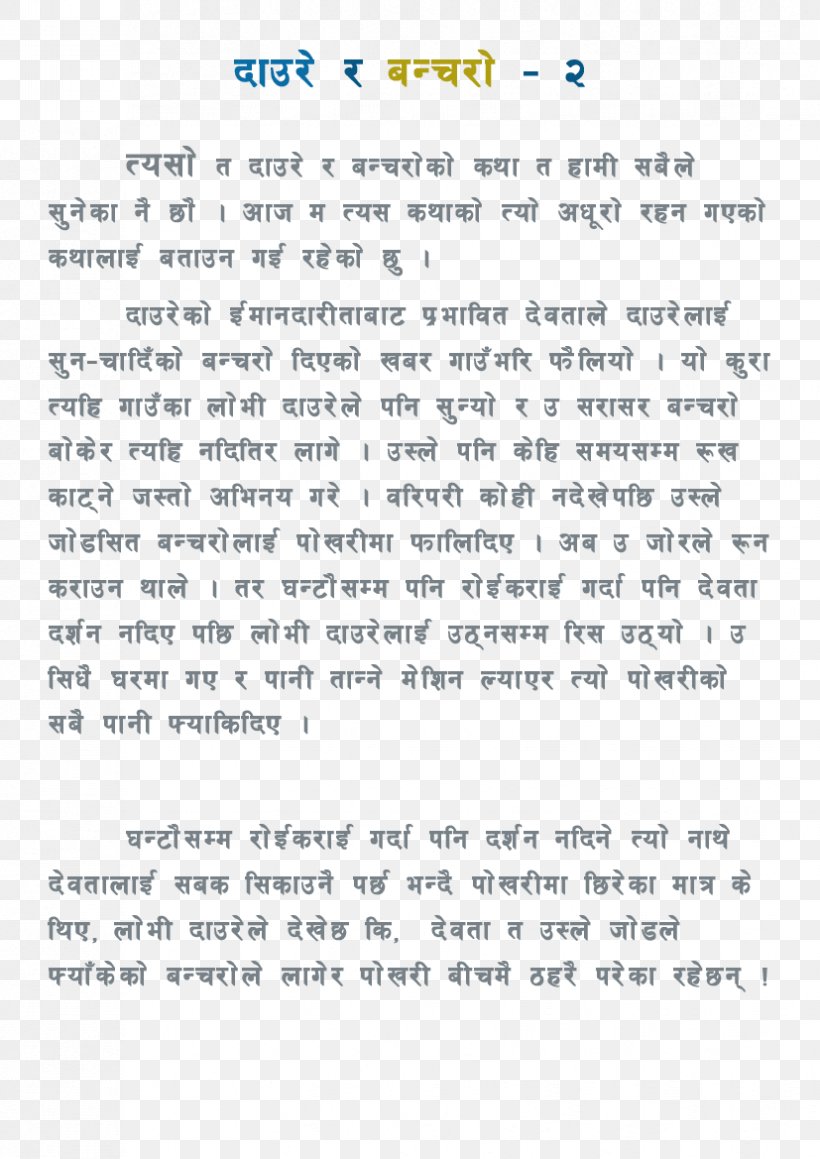 दाउरे र बन्चरो - २
त्यसो त दाउरे र बन्चरोको कथा त हामी सबैले
सुनेका नै छौ । आज म त्यस कथाको त्यो अधूरो रहन गएको
कथालाई बताउन गई रहेको छु ।
दाउरेको ईमानदारीताबाट प्रभावित देवताले दाउरेलाई
सुन-चादिँको बन्चरो दिएको खबर गाउँभरि फैलियो । यो कुरा
त्यहि गाउँका लोभी दाउरेले पनि सुन्यो र उ सरासर बन्चरो
बोकेर त्यहि नदितिर लागे । उस्ले पनि केहि समयसम्म रूख
काट्ने जस्तो अभिनय गरे । वरिपरी कोही नदेखेपछि उस्ले
जोडसित बन्चरोलाई पोखरीमा फालिदिए । अब उ जोरले रून
कराउन थाले । तर घन्टौसम्म पनि रोईकराई गर्दा पनि देवता
दर्शन नदिए पछि लोभी दाउरेलाई उठ्नसम्म रिस उठ्यो । उ
सिधै घरमा गए र पानी तान्ने मेशिन ल्याएर त्यो पोखरीको
सबै पानी फ्याकिदिए ।
घन्टौसम्म रोईकराई गर्दा पनि दर्शन नदिने त्यो नाथे
देवतालाई सबक सिकाउनै पर्छ भन्दै पोखरीमा छिरेका मात्र के
थिए, लोभी दाउरेले देखेछ कि, देवता त उस्ले जोडले
फ्याँकेको बन्चरोले लागेर पोखरी बीचमै ठहरै परेका रहेछन् !